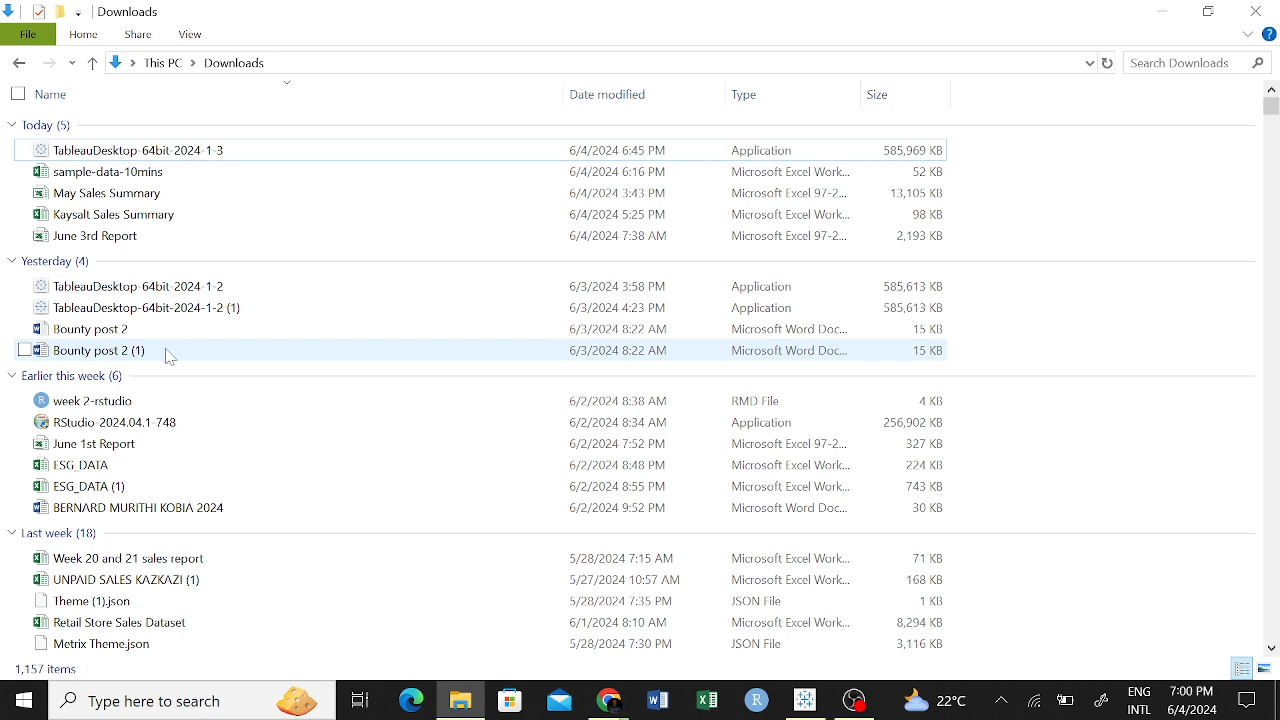 Downloads
File Home Share View
This PC Downloads Search Downloads
Name Date modified Type Size
Today (5)
TableauDesktop-64bit-2024-1-3 6/4/2024 6:45 PM Application 585,969 KB
sample-data-10mins 6/4/2024 6:16 PM Microsoft Excel Work... 52 KB
May Sales Summary 6/4/2024 3:43 PM Microsoft Excel 97-2... 13,105 KB
Kaysalt Sales Summary 6/4/2024 5:25 PM Microsoft Excel Work... 98 KB
June 3rd Report 6/4/2024 7:38 AM Microsoft Excel 97-2... 2,193 KB
Yesterday (4)
TableauDesktop-64bit-2024-1-2 6/3/2024 3:58 PM Application 585,613 KB
TableauDesktop-64bit-2024-1-2 (1) 6/3/2024 4:23 PM Application 585,613 KB
Bounty post 2 6/3/2024 8:22 AM Microsoft Word Doc... 15 KB
Bounty post 2 (1) 6/3/2024 8:22 AM Microsoft Word Doc... 15 KB
Earlier this week (6)
week 2-rstudio 6/2/2024 8:38 AM RMD File 4 KB
RStudio-2024.04.1-748 6/2/2024 8:34 AM Application 256,902 KB
June 1st Report 6/2/2024 7:52 PM Microsoft Excel 97-2... 327 KB
ESG_DATA 6/2/2024 8:48 PM Microsoft Excel Work... 224 KB
ESG_DATA (1) 6/2/2024 8:55 PM Microsoft Excel Work... 743 KB
BERNARD MURITHI KOBIA 2024 6/2/2024 9:52 PM Microsoft Word Doc... 30 KB
Last week (18)
Week 20 and 21 sales report 5/28/2024 7:15 AM Microsoft Excel Work... 71 KB
UNPAID SALES KAZKAZI (1) 5/27/2024 10:57 AM Microsoft Excel Work... 168 KB
Theme (1).json 5/28/2024 7:35 PM JSON File 1 KB
Retail Store Sales Dataset 6/1/2024 8:10 AM Microsoft Excel Work... 8,294 KB
Metrix Theme.json 5/28/2024 7:30 PM JSON File 3,116 KB
1,157 items
Type here to search 22°C ENG 7:00 PM
INTL 6/4/2024